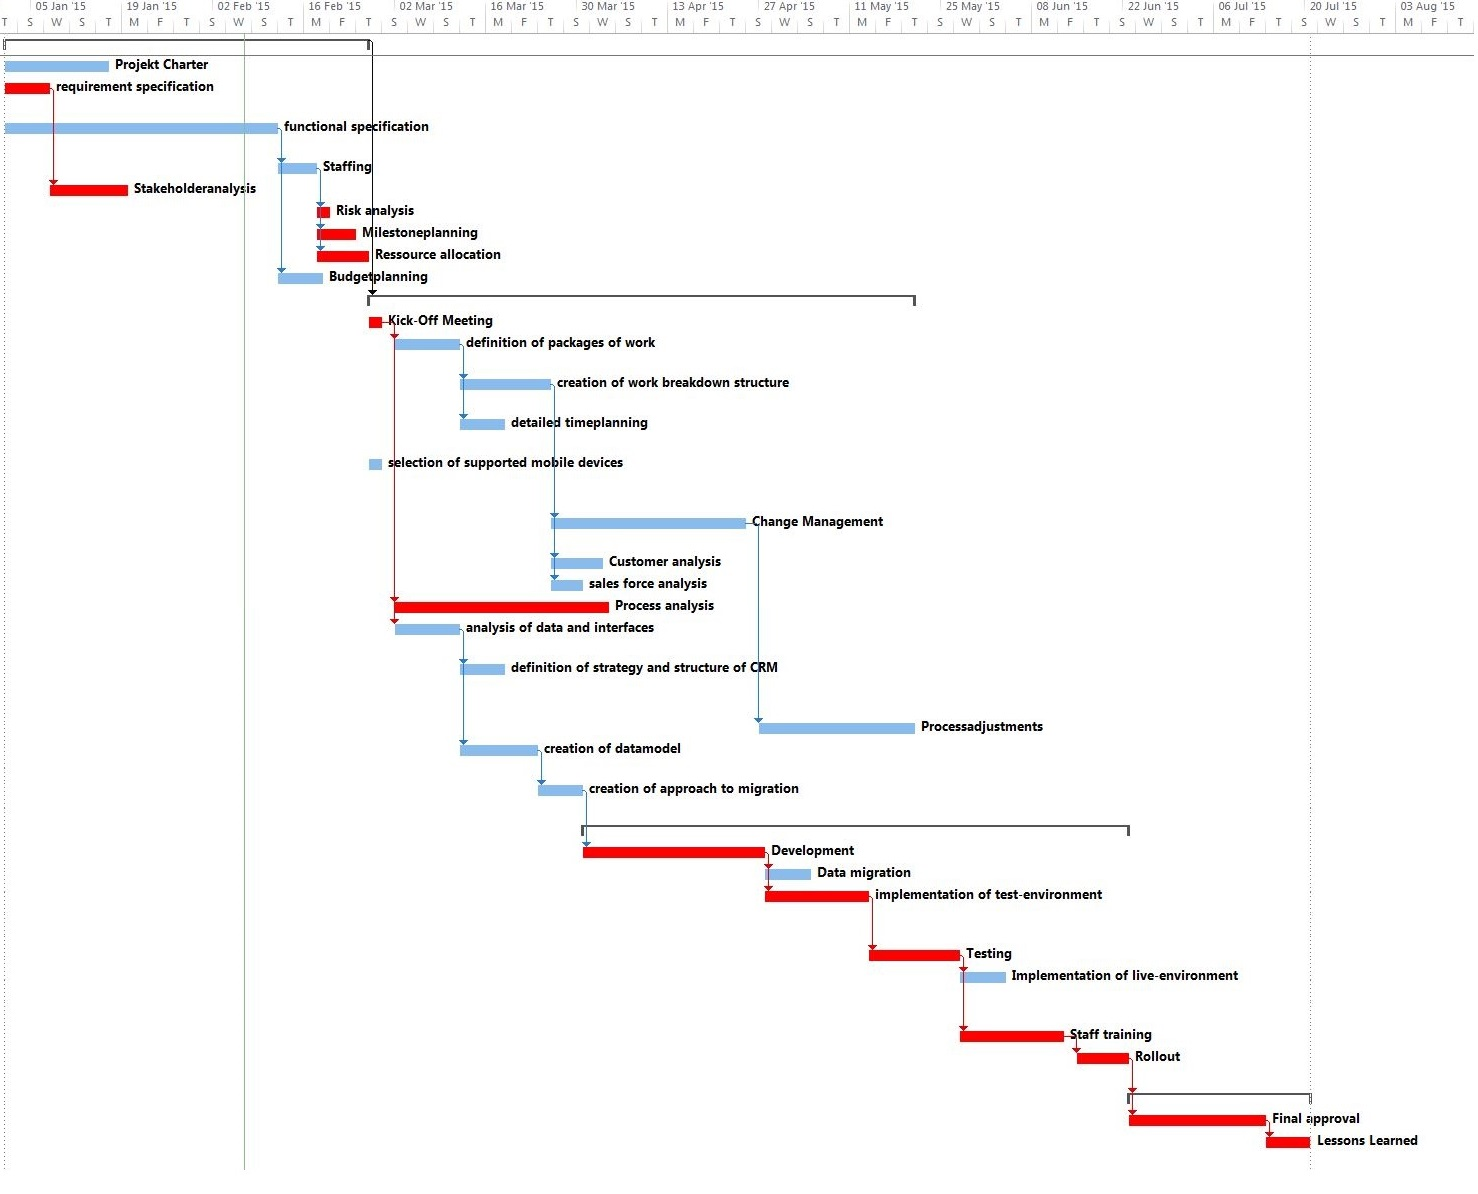 05 Jan '15 19 Jan '15 02 Feb '15 16 Feb '15 02 Mar '15 16 Mar '15 30 Mar '15 13 Apr '15 27 Apr '15 11 May '15 25 May '15 08 Jun '15 22 Jun '15 06 Jul '15 20 Jul '15 03 Aug '15
T S W S T M F T S W S T M F T S W S T M F T S W S T M F T S W S T M F T S W S T M F T S W S T M F T S W S T M F T
Projekt Charter
requirement specification
functional specification
Staffing
Stakeholderanalysis
Risk analysis
Milestoneplanning
Ressource allocation
Budgetplanning
Kick-Off Meeting
definition of packages of work
creation of work breakdown structure
detailed timeplanning
selection of supported mobile devices
Change Management
Customer analysis
sales force analysis
Process analysis
analysis of data and interfaces
definition of strategy and structure of CRM
Processadjustments
creation of datamodel
creation of approach to migration
Development
Data migration
implementation of test-environment
Testing
Implementation of live-environment
Staff training
Rollout
Final approval
Lessons Learned